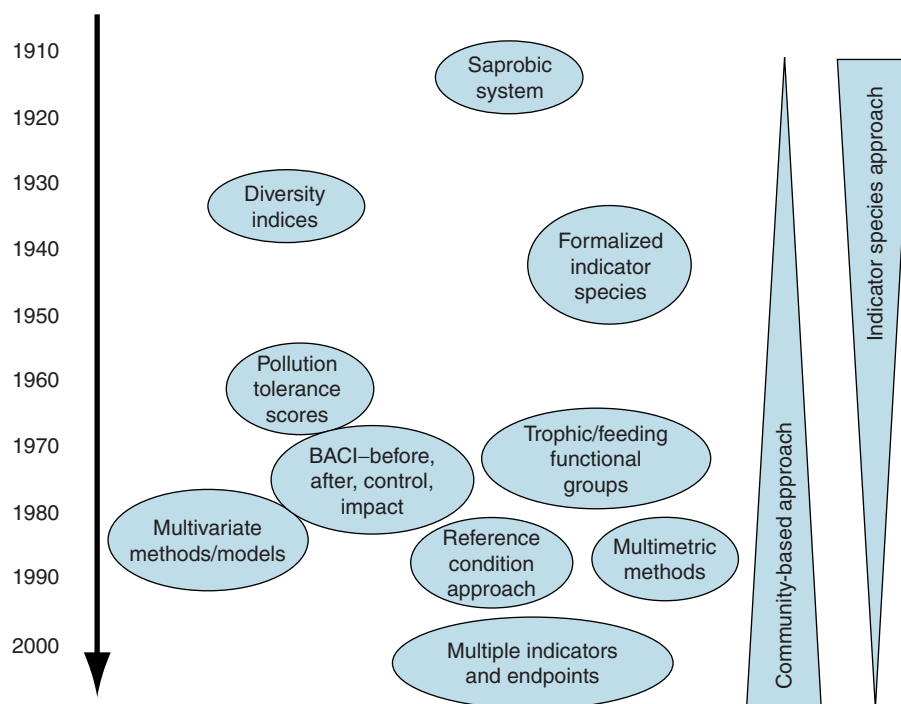 1910
1920
1930
1940
1950
1960
1970
1980
1990
2000
Saprobic
system
Diversity
indices
Formalized
indicator
species
Pollution
tolerance
scores
BACI–before,
after, control,
impact
Trophic/feeding
functional
groups
Multivariate
methods/models
Reference
condition
approach
Multimetric
methods
Multiple indicators
and endpoints
Community-based approach
Indicator species approach